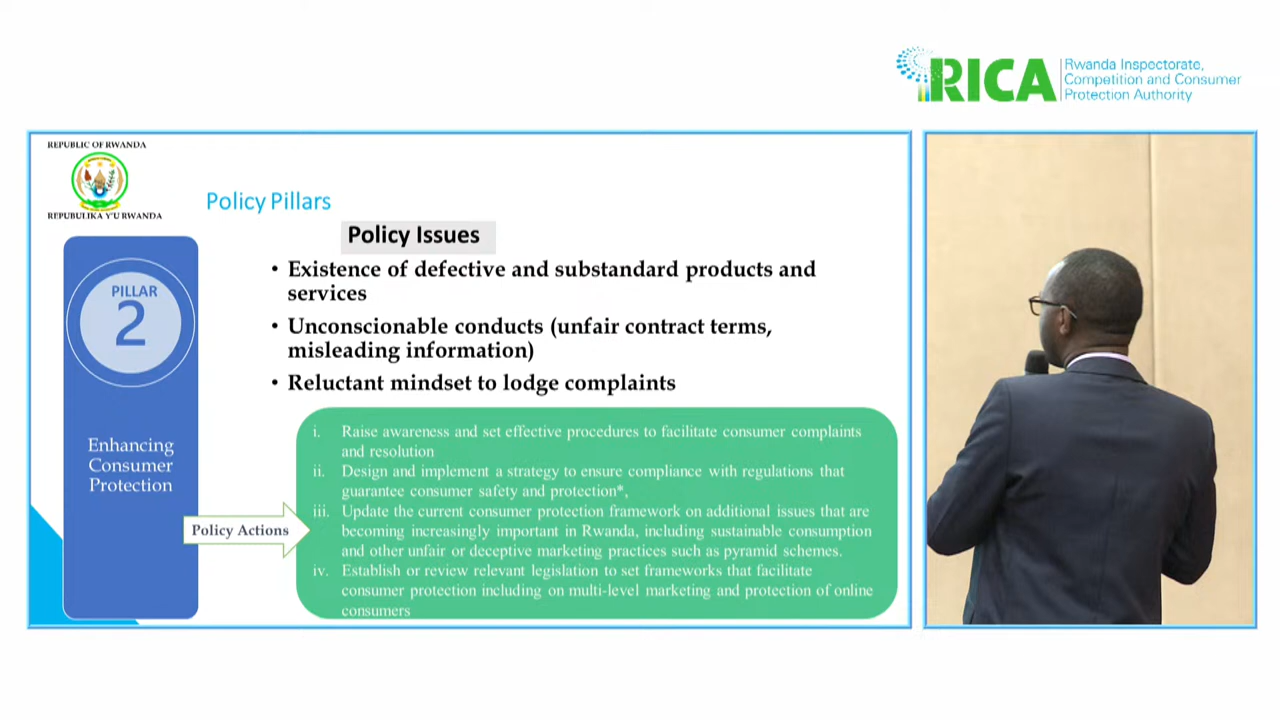 RICA
Rwanda Inspectorate,
Competition and Consumer
Protection Authority
REPUBLIC OF RWANDA
REPUBULIKA Y'U RWANDA
Policy Pillars
PILLAR
2
Enhancing
Consumer
Protection
Policy Issues
• Existence of defective and substandard products and
services
• Unconscionable conducts (unfair contract terms,
misleading information)
• Reluctant mindset to lodge complaints
Policy Actions
i. Raise awareness and set effective procedures to facilitate consumer complaints
and resolution
ii. Design and implement a strategy to ensure compliance with regulations that
guarantee consumer safety and protection*,
iii. Update the current consumer protection framework on additional issues that are
becoming increasingly important in Rwanda, including sustainable consumption
and other unfair or deceptive marketing practices such as pyramid schemes.
iv. Establish or review relevant legislation to set frameworks that facilitate
consumer protection including on multi-level marketing and protection of online
consumers